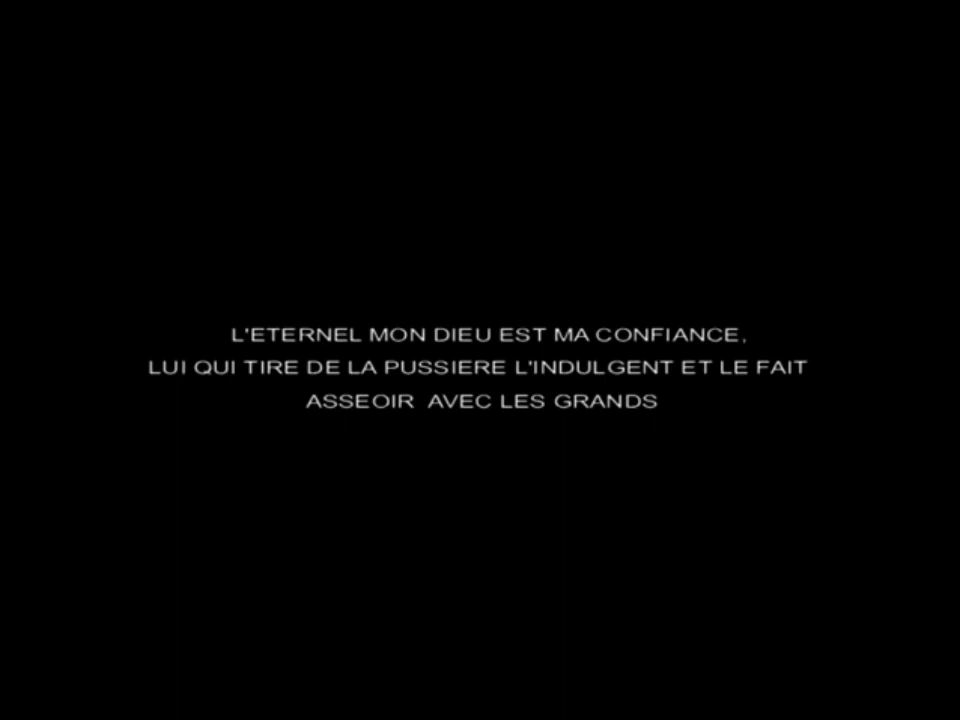 L'ETERNEL MON DIEU EST MA CONFIANCE,
LUI QUI TIRE DE LA PUSSIERE L'INDULGENT ET LE FAIT
ASSEOIR AVEC LES GRANDS